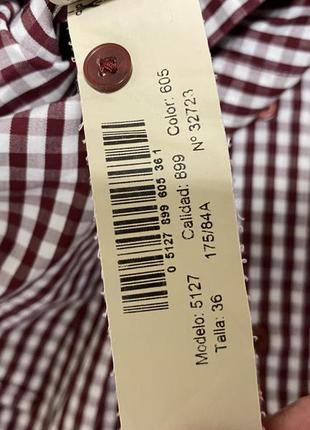 Modelo: 5127 Calidad: 899 Color: 605
Talla: 36 175/84A Nº 32723
0 5127 899 605 36 1